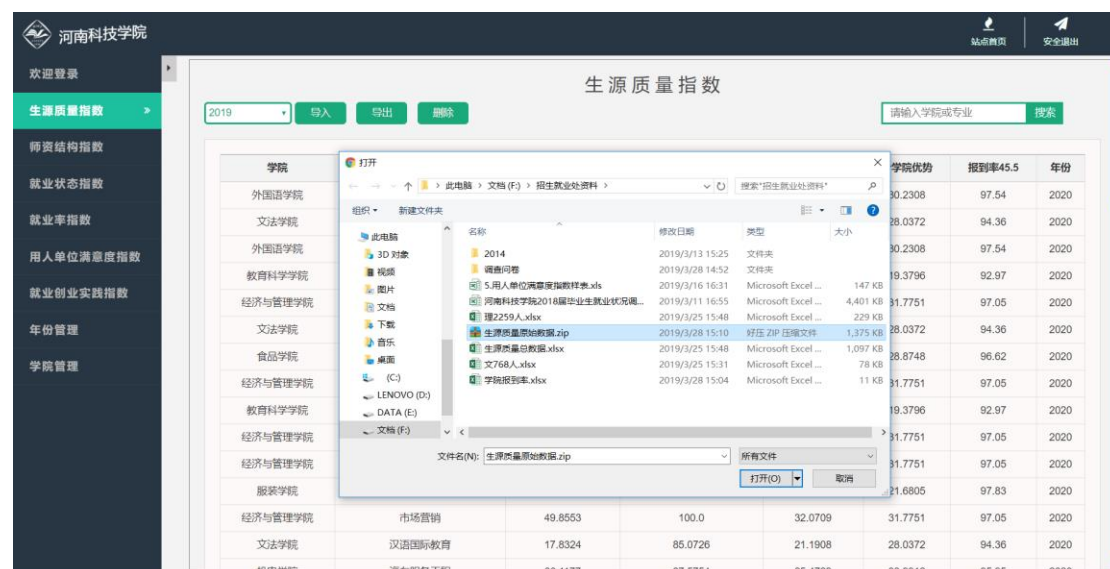 河南科技学院
站点首页
安全退出
欢迎登录
生源质量指数 »
师资结构指数
就业状态指数
就业率指数
用人单位满意度指数
就业创业实践指数
年份管理
学院管理
生源质量指数
2019 导入 导出 删除 请输入学院或专业 搜索
学院 学院优势 报到率45.5 年份
外国语学院 30.2308 97.54 2020
文法学院 28.0372 94.36 2020
外国语学院 30.2308 97.54 2020
教育科学学院 19.3796 92.97 2020
经济与管理学院 31.7751 97.05 2020
文法学院 28.0372 94.36 2020
食品学院 28.8748 96.62 2020
经济与管理学院 31.7751 97.05 2020
教育科学学院 19.3796 92.97 2020
经济与管理学院 31.7751 97.05 2020
经济与管理学院 31.7751 97.05 2020
服装学院 21.6805 97.83 2020
经济与管理学院 市场营销 49.8553 100.0 32.0709 31.7751 97.05 2020
文法学院 汉语国际教育 17.8324 85.0726 21.1908 28.0372 94.36 2020
打开
此电脑 > 文档 (F:) > 招生就业处资料 >
搜索"招生就业处资料"
组织 新建文件夹
此电脑
3D 对象
视频
图片
文档
下载
音乐
桌面
(C:)
LENOVO (D:)
DATA (E:)
文档 (F:)
名称 修改日期 类型 大小
2014 2019/3/13 15:25 文件夹
调查问卷 2019/3/28 14:52 文件夹
5.用人单位满意度指数样表.xls 2019/3/16 16:31 Microsoft Excel ... 147 KB
河南科技学院2018届毕业生就业状况调... 2019/3/11 16:55 Microsoft Excel ... 4,401 KB
理2259人.xlsx 2019/3/25 15:48 Microsoft Excel ... 229 KB
生源质量原始数据.zip 2019/3/28 15:10 好压 ZIP 压缩文件 1,375 KB
生源质量总数据.xlsx 2019/3/25 15:48 Microsoft Excel ... 1,097 KB
文768人.xlsx 2019/3/25 15:31 Microsoft Excel ... 78 KB
学院报到率.xlsx 2019/3/28 15:04 Microsoft Excel ... 11 KB
文件名(N): 生源质量原始数据.zip 所有文件
打开(O) 取消